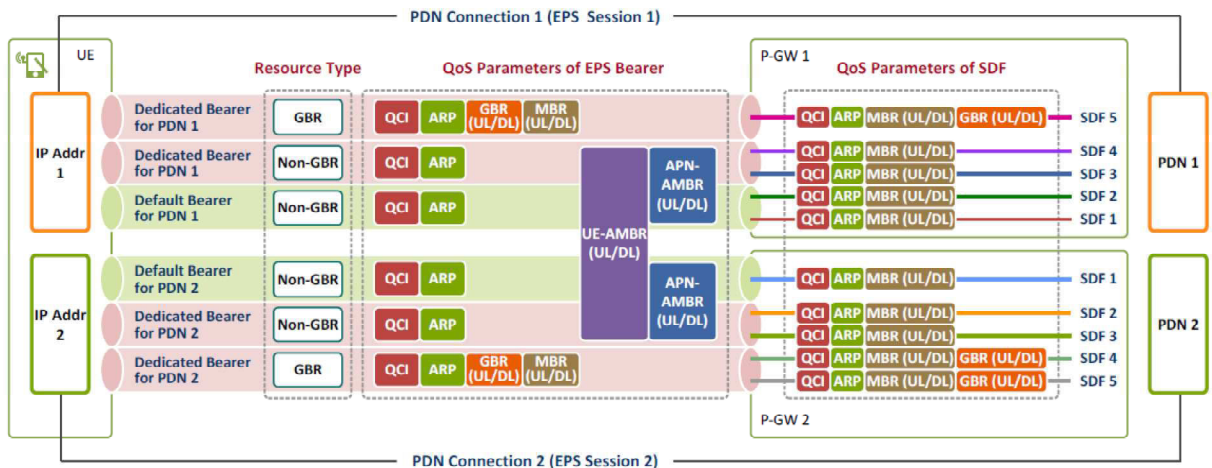 PDN Connection 1 (EPS Session 1)
UE
P-GW 1
Resource Type
QoS Parameters of EPS Bearer
QoS Parameters of SDF
IP Addr
1
Dedicated Bearer
for PDN 1
GBR
QCI
ARP
GBR
(UL/DL)
MBR
(UL/DL)
QCI ARP MBR (UL/DL) GBR (UL/DL)
SDF 5
Dedicated Bearer
for PDN 1
Non-GBR
QCI
ARP
QCI ARP MBR (UL/DL)
SDF 4
QCI ARP MBR (UL/DL)
SDF 3
Default Bearer
for PDN 1
Non-GBR
QCI
ARP
QCI ARP MBR (UL/DL)
SDF 2
QCI ARP MBR (UL/DL)
SDF 1
APN-
AMBR
(UL/DL)
UE-AMBR
(UL/DL)
PDN 1
IP Addr
2
Default Bearer
for PDN 2
Non-GBR
QCI
ARP
QCI ARP MBR (UL/DL)
SDF 1
APN-
AMBR
(UL/DL)
Dedicated Bearer
for PDN 2
Non-GBR
QCI
ARP
QCI ARP MBR (UL/DL)
SDF 2
QCI ARP MBR (UL/DL)
SDF 3
Dedicated Bearer
for PDN 2
GBR
QCI
ARP
GBR
(UL/DL)
MBR
(UL/DL)
QCI ARP MBR (UL/DL) GBR (UL/DL)
SDF 4
QCI ARP MBR (UL/DL) GBR (UL/DL)
SDF 5
PDN 2
P-GW 2
PDN Connection 2 (EPS Session 2)